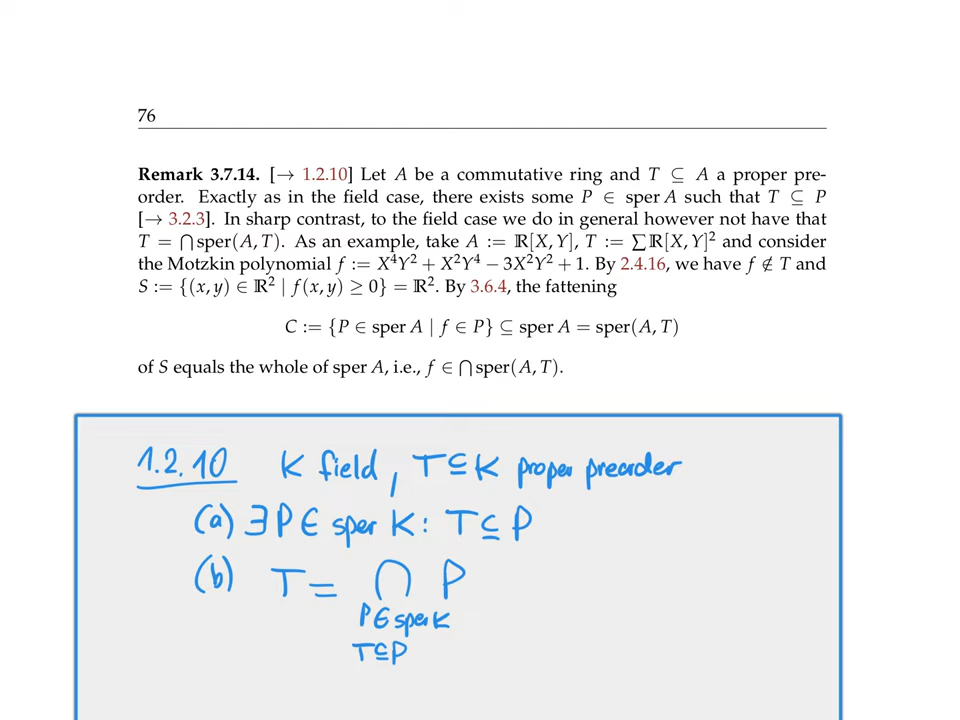 76
Remark 3.7.14. [→ 1.2.10] Let A be a commutative ring and T ⊆ A a proper pre-
order. Exactly as in the field case, there exists some P ∈ sper A such that T ⊆ P
[→ 3.2.3]. In sharp contrast, to the field case we do in general however not have that
T = ⋂ sper(A, T). As an example, take A := ℝ[X, Y], T := ∑ ℝ[X, Y]² and consider
the Motzkin polynomial f := X⁴Y² + X²Y⁴ − 3X²Y² + 1. By 2.4.16, we have f ∉ T and
S := {(x, y) ∈ ℝ² | f(x, y) ≥ 0} = ℝ². By 3.6.4, the fattening
C := {P ∈ sper A | f ∈ P} ⊆ sper A = sper(A, T)
of S equals the whole of sper A, i.e., f ∈ ⋂ sper(A, T).
1.2.10 K field, T ⊆ K proper preorder
(a) ∃P ∈ sper K : T ⊆ P
(b) T = ⋂ P
P ∈ sper K
T ⊆ P